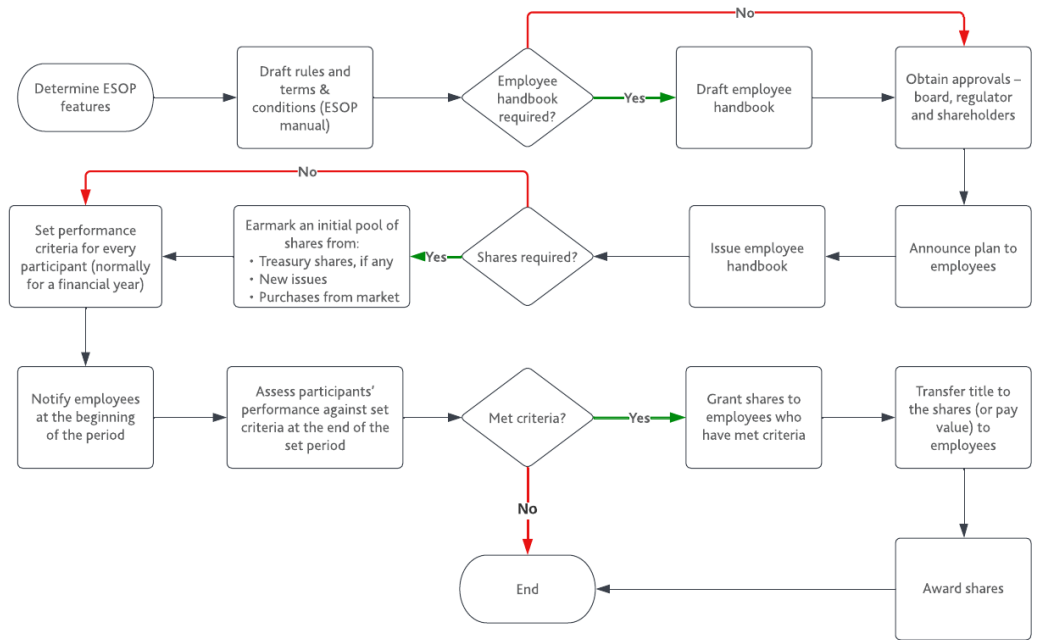 No
Determine ESOP
features
Draft rules and
terms &
conditions (ESOP
manual)
Employee
handbook
required?
Yes
Draft employee
handbook
Obtain approvals –
board, regulator
and shareholders
No
Set performance
criteria for every
participant (normally
for a financial year)
Earmark an initial pool of
shares from:
• Treasury shares, if any
• New issues
• Purchases from market
Yes
Shares required?
Issue employee
handbook
Announce plan to
employees
Notify employees
at the beginning
of the period
Assess participants’
performance against set
criteria at the end of the
set period
Met criteria?
Yes
Grant shares to
employees who
have met criteria
Transfer title to
the shares (or pay
value) to
employees
No
End
Award shares